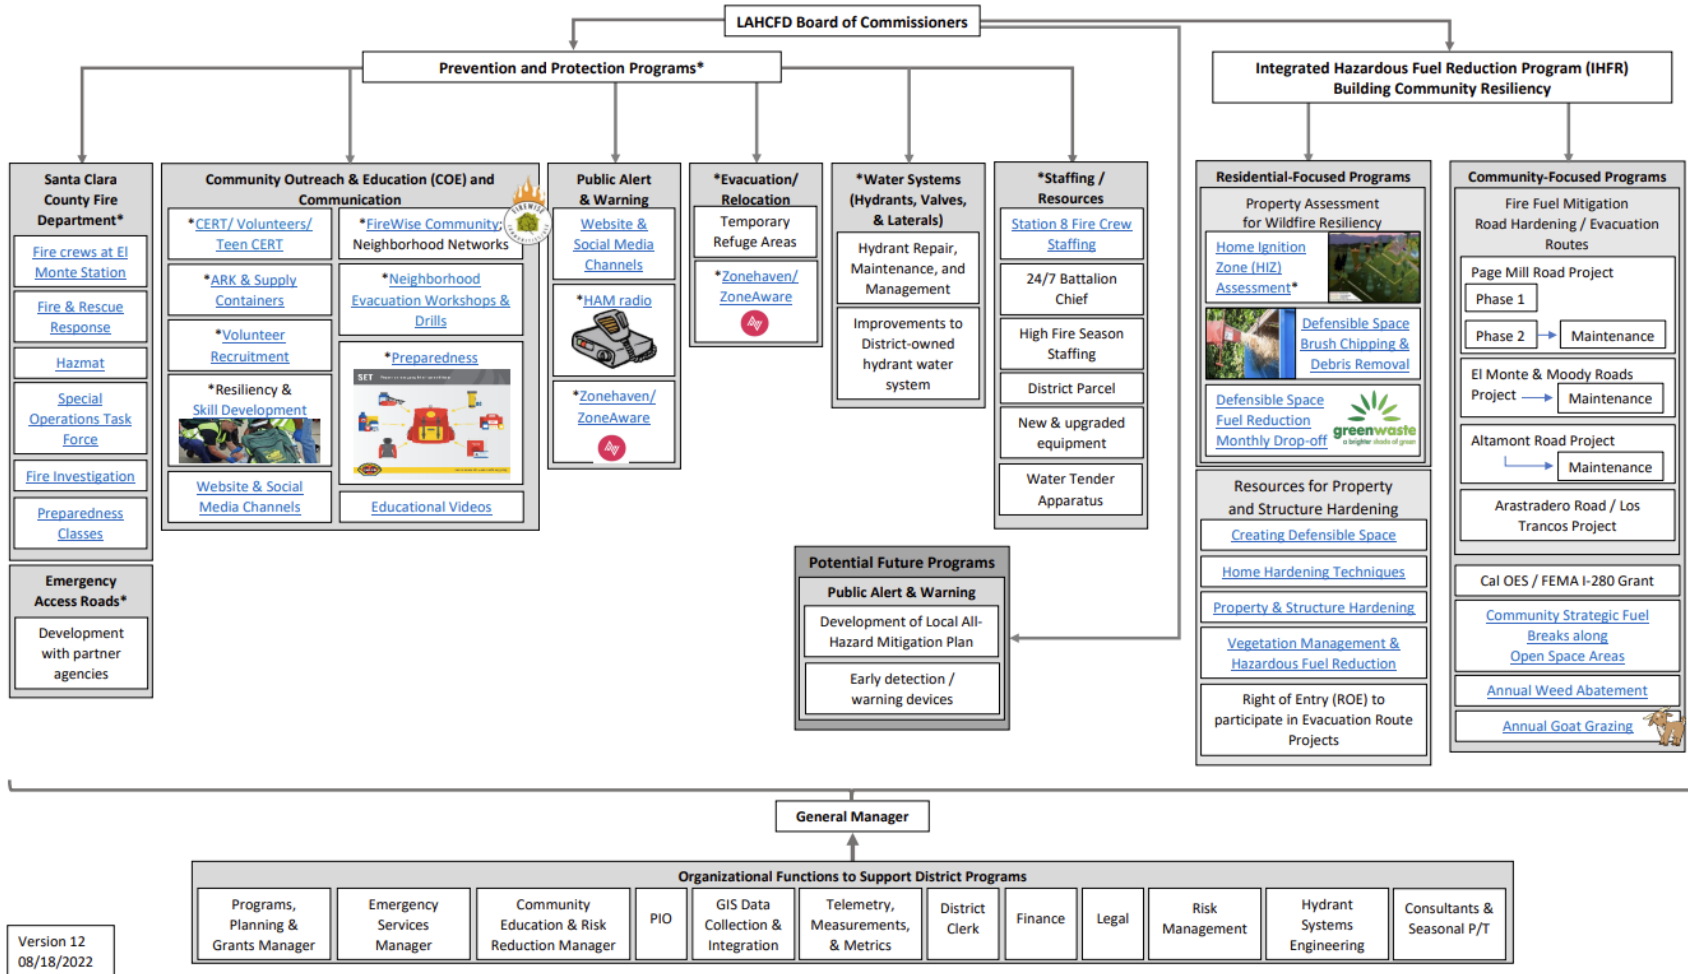 LAHCFD Board of Commissioners
Prevention and Protection Programs*
Integrated Hazardous Fuel Reduction Program (IHFR)
Building Community Resiliency
Santa Clara
County Fire
Department*
Fire crews at El
Monte Station
Fire & Rescue
Response
Hazmat
Special
Operations Task
Force
Fire Investigation
Preparedness
Classes
Emergency
Access Roads*
Development
with partner
agencies
Community Outreach & Education (COE) and
Communication
*CERT/ Volunteers/
Teen CERT
*ARK & Supply
Containers
*Volunteer
Recruitment
*Resiliency &
Skill Development
Website & Social
Media Channels
*FireWise Community;
Neighborhood Networks
FIREWISE
*Neighborhood
Evacuation Workshops &
Drills
*Preparedness
SET
Educational Videos
Public Alert
& Warning
Website &
Social Media
Channels
*HAM radio
*Zonehaven/
ZoneAware
*Evacuation/
Relocation
Temporary
Refuge Areas
*Zonehaven/
ZoneAware
*Water Systems
(Hydrants, Valves,
& Laterals)
Hydrant Repair,
Maintenance, and
Management
Improvements to
District-owned
hydrant water
system
*Staffing /
Resources
Station 8 Fire Crew
Staffing
24/7 Battalion
Chief
High Fire Season
Staffing
District Parcel
New & upgraded
equipment
Water Tender
Apparatus
Potential Future Programs
Public Alert & Warning
Development of Local All-
Hazard Mitigation Plan
Early detection /
warning devices
Residential-Focused Programs
Property Assessment
for Wildfire Resiliency
Home Ignition
Zone (HIZ)
Assessment*
Defensible Space
Brush Chipping &
Debris Removal
Defensible Space
Fuel Reduction
Monthly Drop-off
greenwaste
a brighter shade of green
Resources for Property
and Structure Hardening
Creating Defensible Space
Home Hardening Techniques
Property & Structure Hardening
Vegetation Management &
Hazardous Fuel Reduction
Right of Entry (ROE) to
participate in Evacuation Route
Projects
Community-Focused Programs
Fire Fuel Mitigation
Road Hardening / Evacuation
Routes
Page Mill Road Project
Phase 1
Phase 2
Maintenance
El Monte & Moody Roads
Project
Maintenance
Altamont Road Project
Maintenance
Arastradero Road / Los
Trancos Project
Cal OES / FEMA I-280 Grant
Community Strategic Fuel
Breaks along
Open Space Areas
Annual Weed Abatement
Annual Goat Grazing
General Manager
Organizational Functions to Support District Programs
Programs,
Planning &
Grants Manager
Emergency
Services
Manager
Community
Education & Risk
Reduction Manager
PIO
GIS Data
Collection &
Integration
Telemetry,
Measurements,
& Metrics
District
Clerk
Finance
Legal
Risk
Management
Hydrant
Systems
Engineering
Consultants &
Seasonal P/T
Version 12
08/18/2022